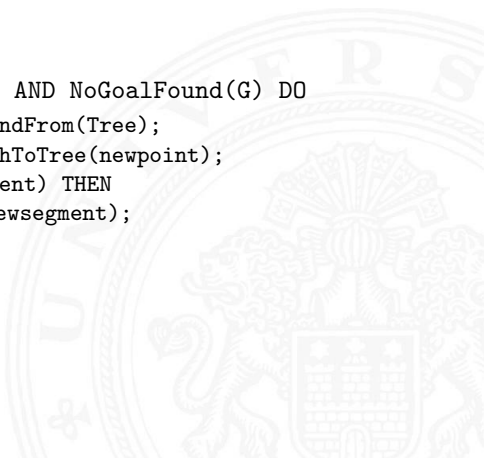 AND NoGoalFound(G) DO
ndFrom(Tree);
hToTree(newpoint);
ent) THEN
ewsegment);
U N V E R S